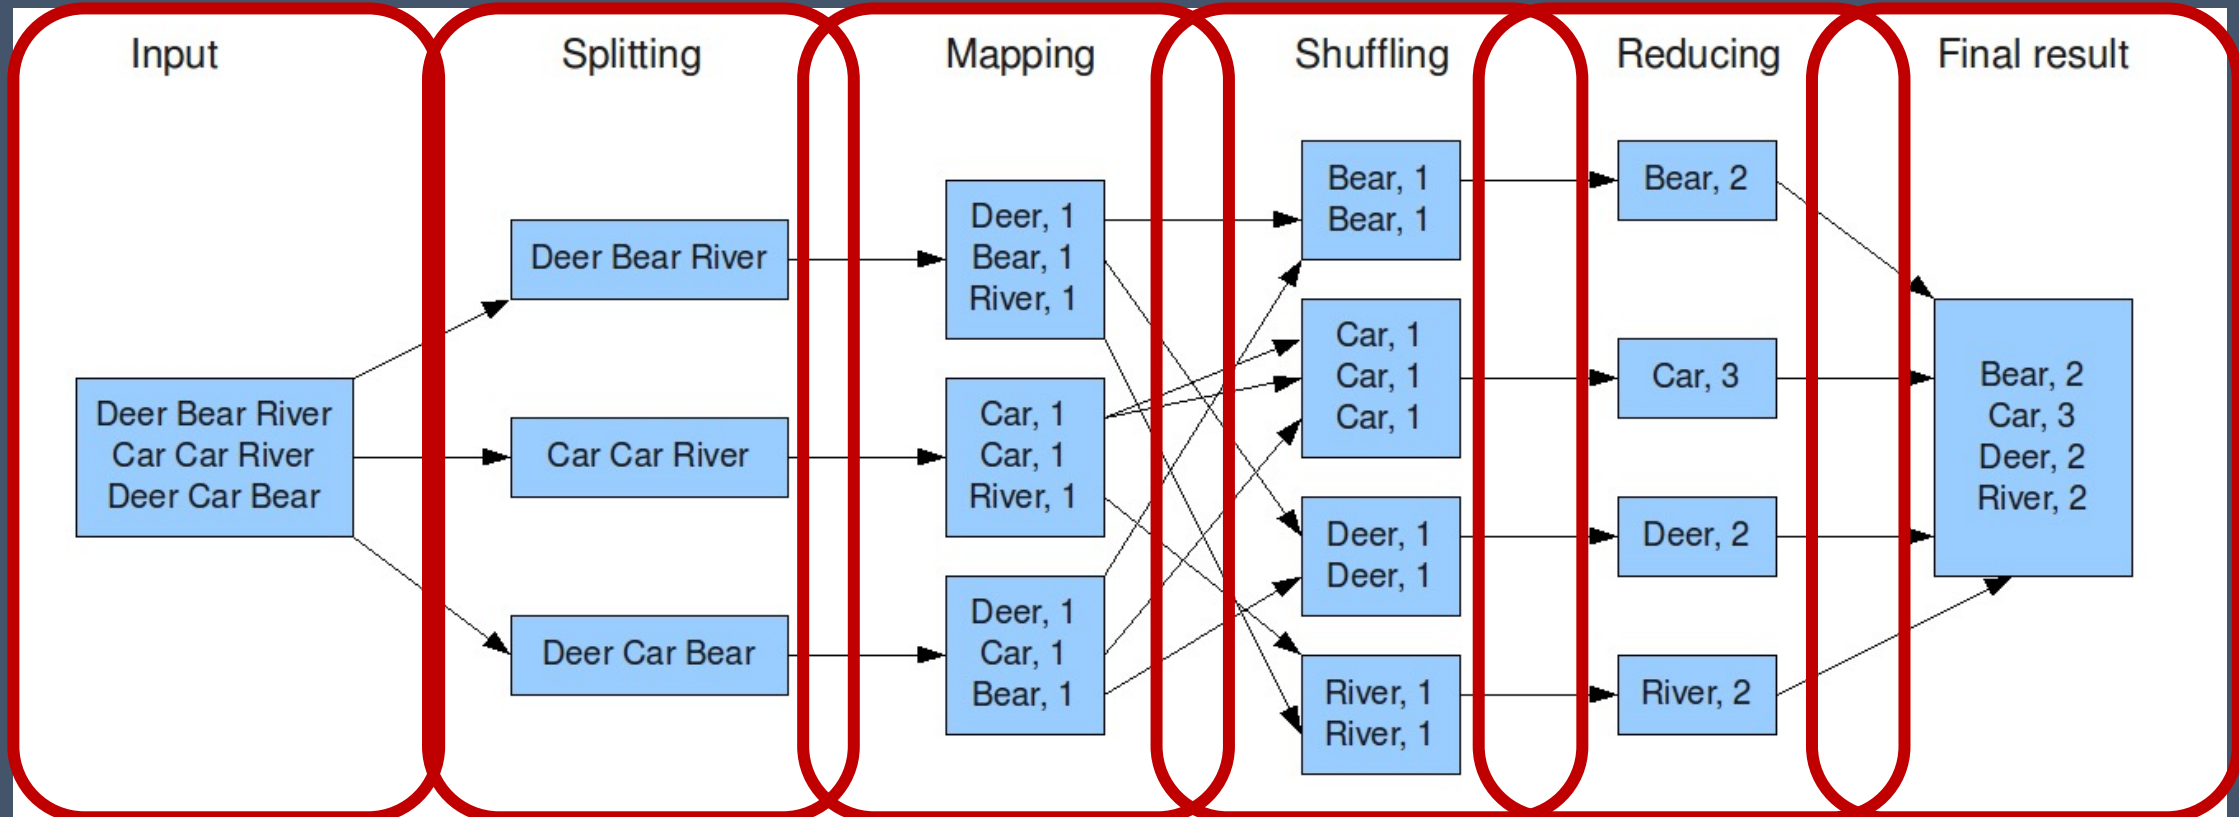 Input
Splitting
Mapping
Shuffling
Reducing
Final result
Deer Bear River
Car Car River
Deer Car Bear
Deer Bear River
Car Car River
Deer Car Bear
Deer, 1
Bear, 1
River, 1
Car, 1
Car, 1
River, 1
Deer, 1
Car, 1
Bear, 1
Bear, 1
Bear, 1
Car, 1
Car, 1
Car, 1
Deer, 1
Deer, 1
River, 1
River, 1
Bear, 2
Car, 3
Deer, 2
River, 2
Bear, 2
Car, 3
Deer, 2
River, 2